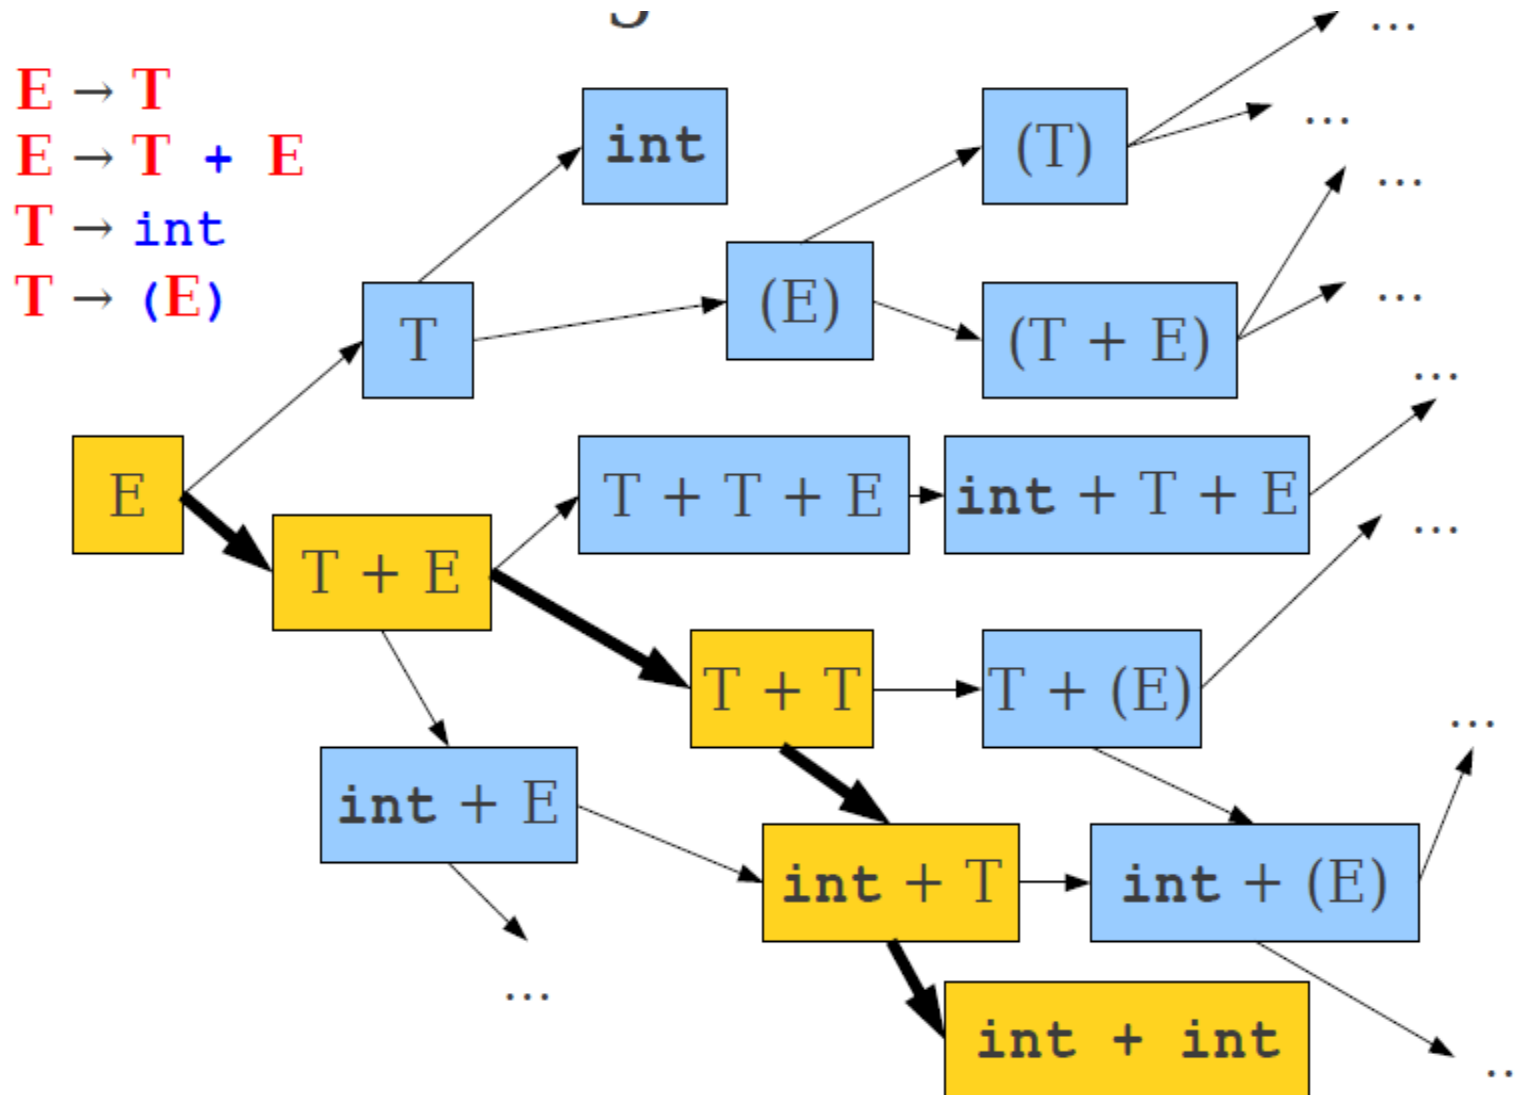 E → T
E → T + E
T → int
T → (E)
...
...
...
...
...
...
...
...
..
int
(T)
(E)
T
(T + E)
E
T + T + E
int + T + E
T + E
T + T
T + (E)
int + E
int + T
int + (E)
int + int